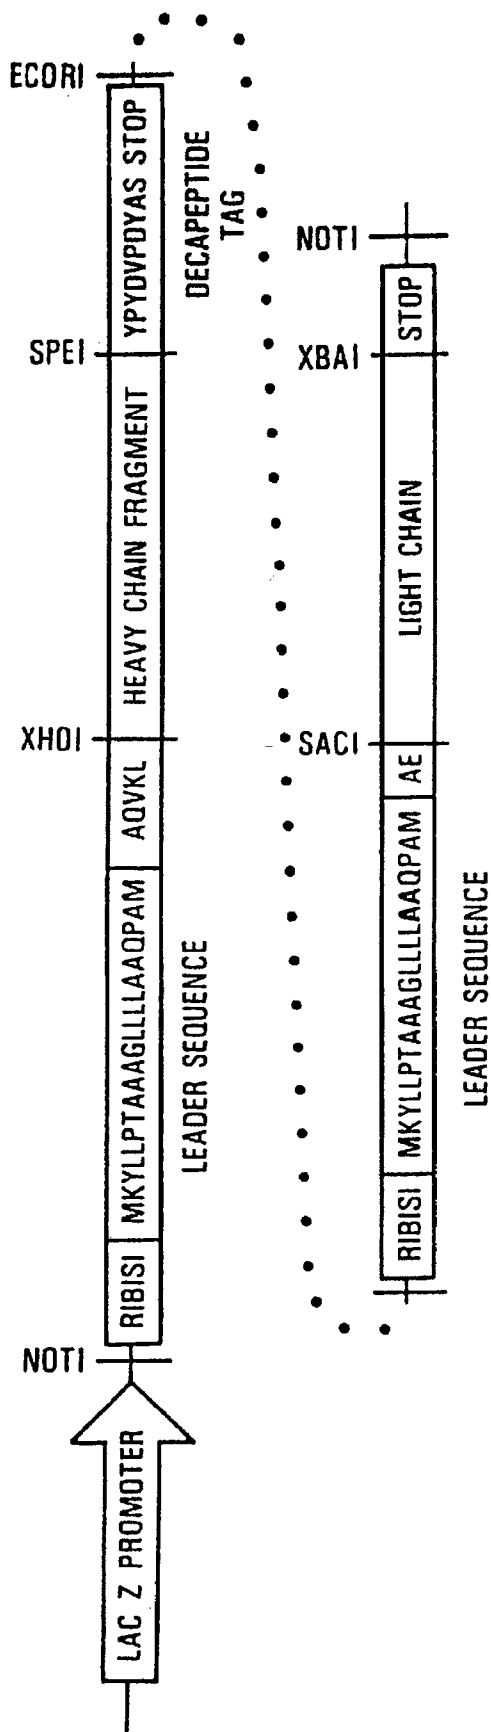 ECORI
YPYDVPDYAS STOP
DECAPEPTIDE
TAG
SPEI
HEAVY CHAIN FRAGMENT
XHOI
AQVKL
MKYLLPTAAAGLLLLAAQPAM
LEADER SEQUENCE
RIBISI
NOTI
LAC Z PROMOTER
NOTI
STOP
XBAI
LIGHT CHAIN
SACI
AE
MKYLLPTAAAGLLLLAAQPAM
LEADER SEQUENCE
RIBISI